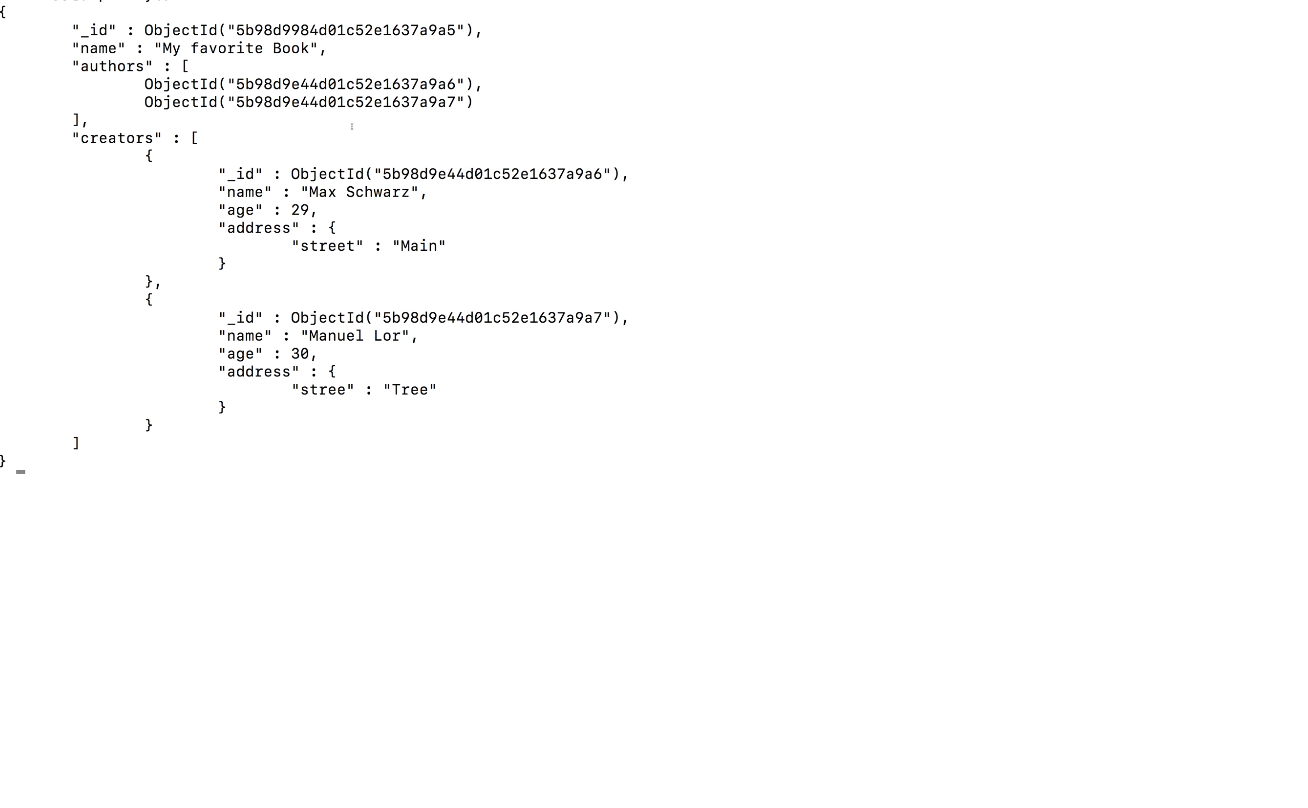 {
"_id" : ObjectId("5b98d9984d01c52e1637a9a5"),
"name" : "My favorite Book",
"authors" : [
ObjectId("5b98d9e44d01c52e1637a9a6"),
ObjectId("5b98d9e44d01c52e1637a9a7")
],
"creators" : [
{
"_id" : ObjectId("5b98d9e44d01c52e1637a9a6"),
"name" : "Max Schwarz",
"age" : 29,
"address" : {
"street" : "Main"
}
},
{
"_id" : ObjectId("5b98d9e44d01c52e1637a9a7"),
"name" : "Manuel Lor",
"age" : 30,
"address" : {
"stree" : "Tree"
}
}
]
}